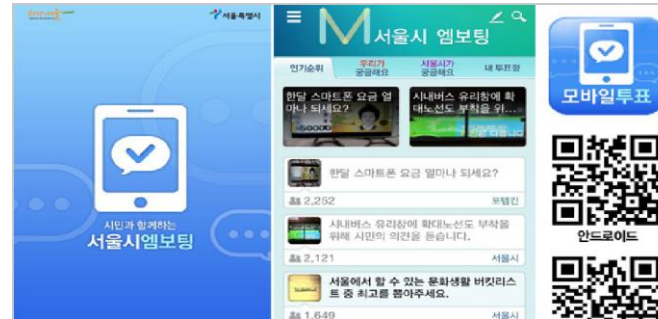 서울특별시
시민과 함께하는
서울시엠보팅
M 서울시 엠보팅
인기순위
우리가
궁금해요
서울시가
궁금해요
내 투표함
한달 스마트폰 요금 얼
마나 되세요?
시내버스 유리창에 확
대노선도 부착을 위...
50000
한달 스마트폰 요금 얼마나 되세요?
2,252
포텝킨
시내버스 유리창에 확대노선도 부착을
위해 시민의 의견을 듣습니다.
2,121
서울시
서울에서 할 수 있는 문화생활 버킷리스
트 중 최고를 뽑아주세요.
1,649
서울시
모바일투표
안드로이드